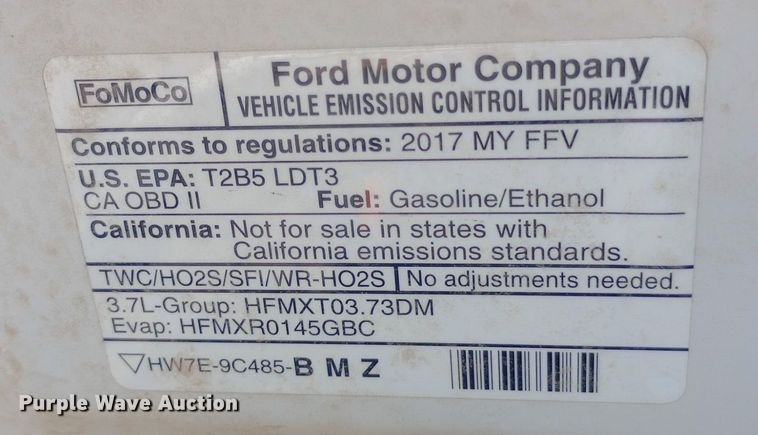 FoMoCo
Ford Motor Company
VEHICLE EMISSION CONTROL INFORMATION
Conforms to regulations: 2017 MY FFV
U.S. EPA: T2B5 LDT3
CA OBD II Fuel: Gasoline/Ethanol
California: Not for sale in states with
California emissions standards.
TWC/HO2S/SFI/WR-HO2S No adjustments needed.
3.7L-Group: HFMXT03.73DM
Evap: HFMXR0145GBC
HW7E-9C485-B M Z
Purple Wave Auction